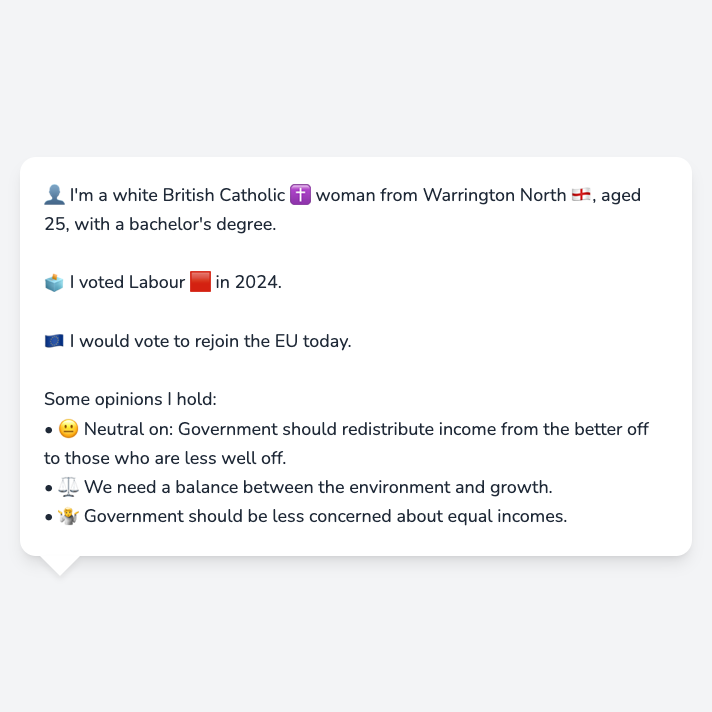 👤 I'm a white British Catholic ✝️ woman from Warrington North 🏴󠁧󠁢󠁥󠁮󠁧󠁿, aged
25, with a bachelor's degree.
🗳️ I voted Labour 🟥 in 2024.
🇪🇺 I would vote to rejoin the EU today.
Some opinions I hold:
• 😐 Neutral on: Government should redistribute income from the better off
to those who are less well off.
• ⚖️ We need a balance between the environment and growth.
• 🤷 Government should be less concerned about equal incomes.